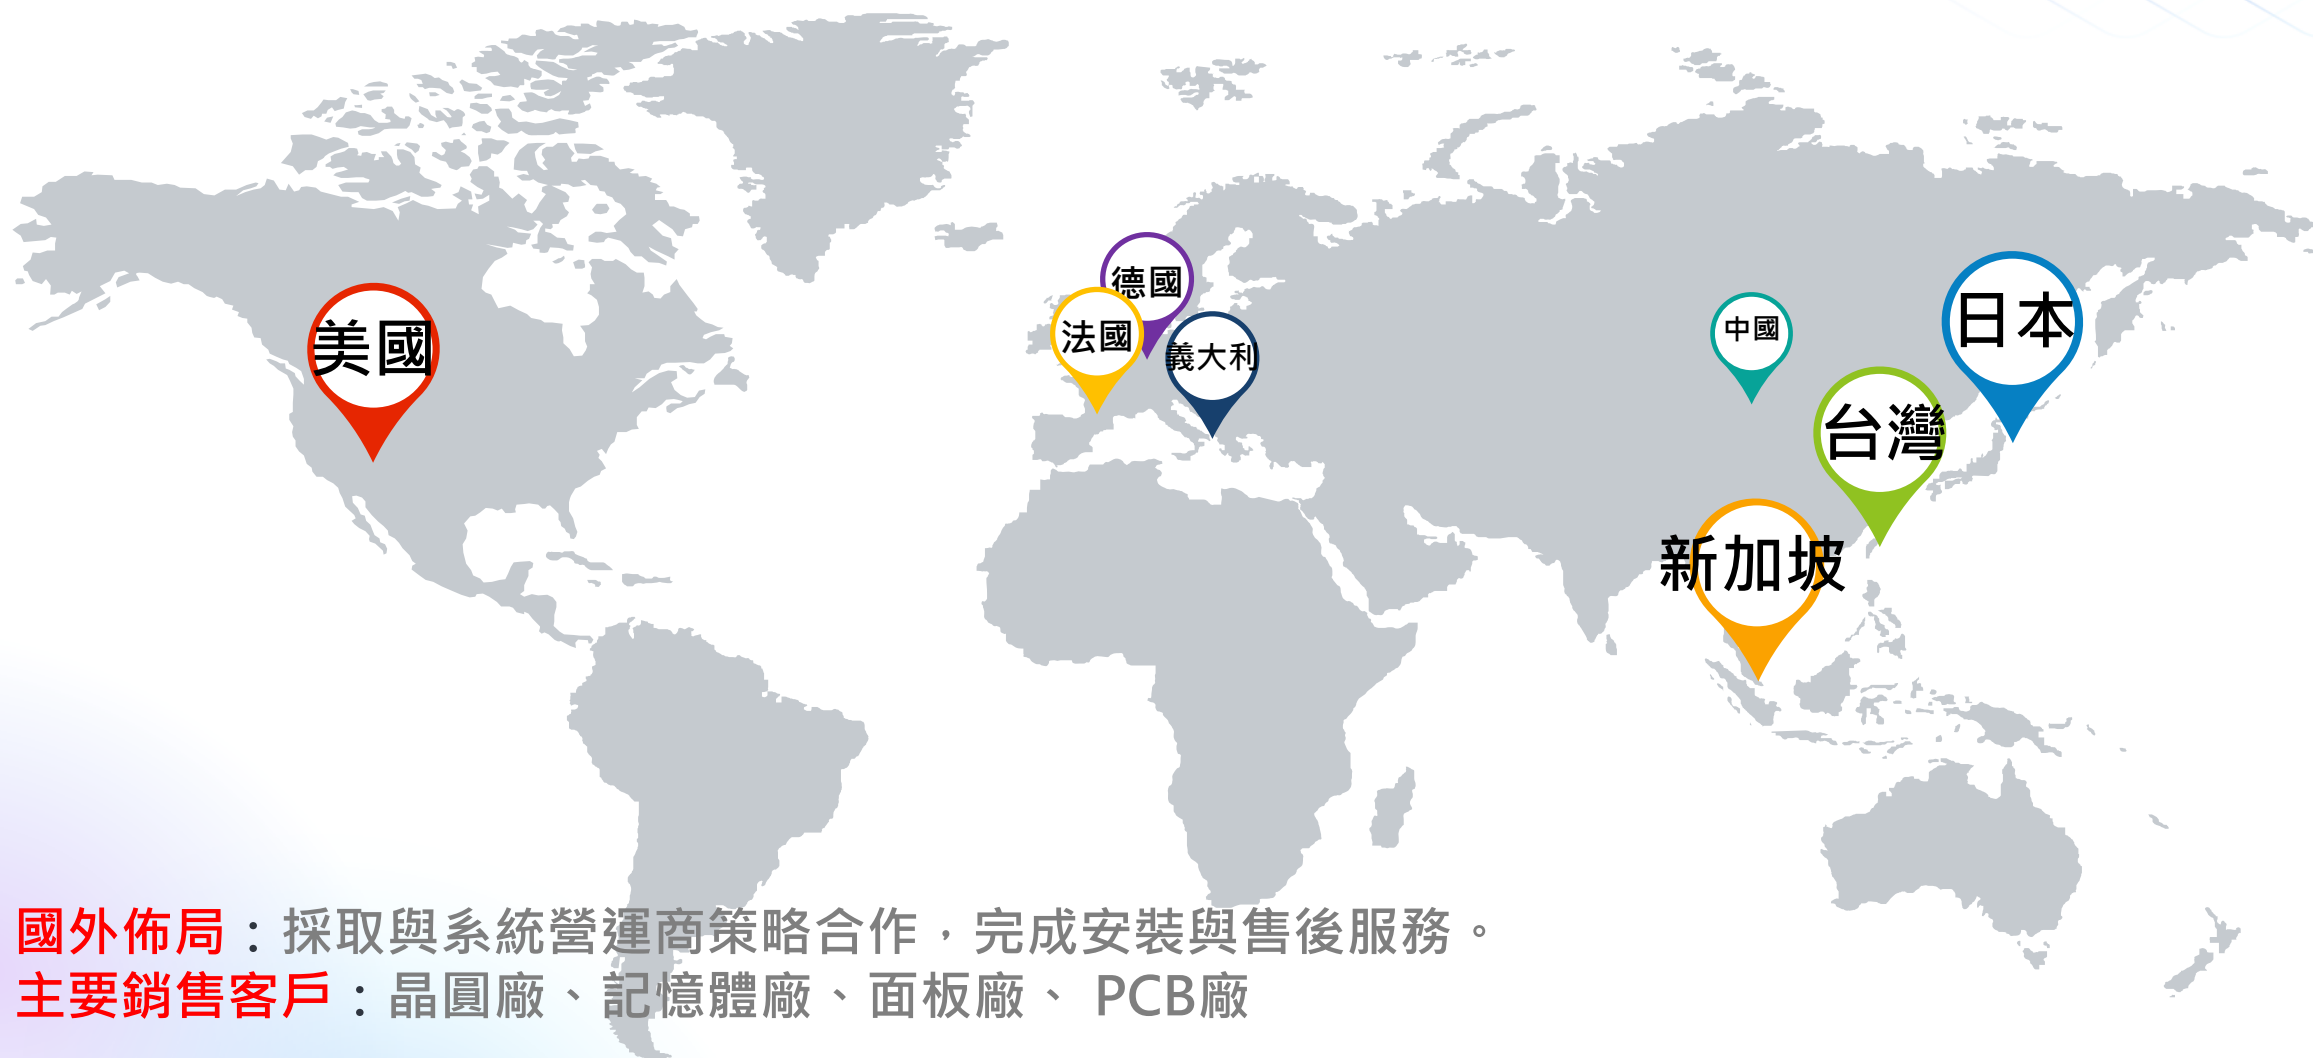 德國
美國
法國
義大利
中國
日本
台灣
新加坡
國外佈局：採取與系統營運商策略合作，完成安裝與售後服務。
主要銷售客戶：晶圓廠、記憶體廠、面板廠、 PCB廠